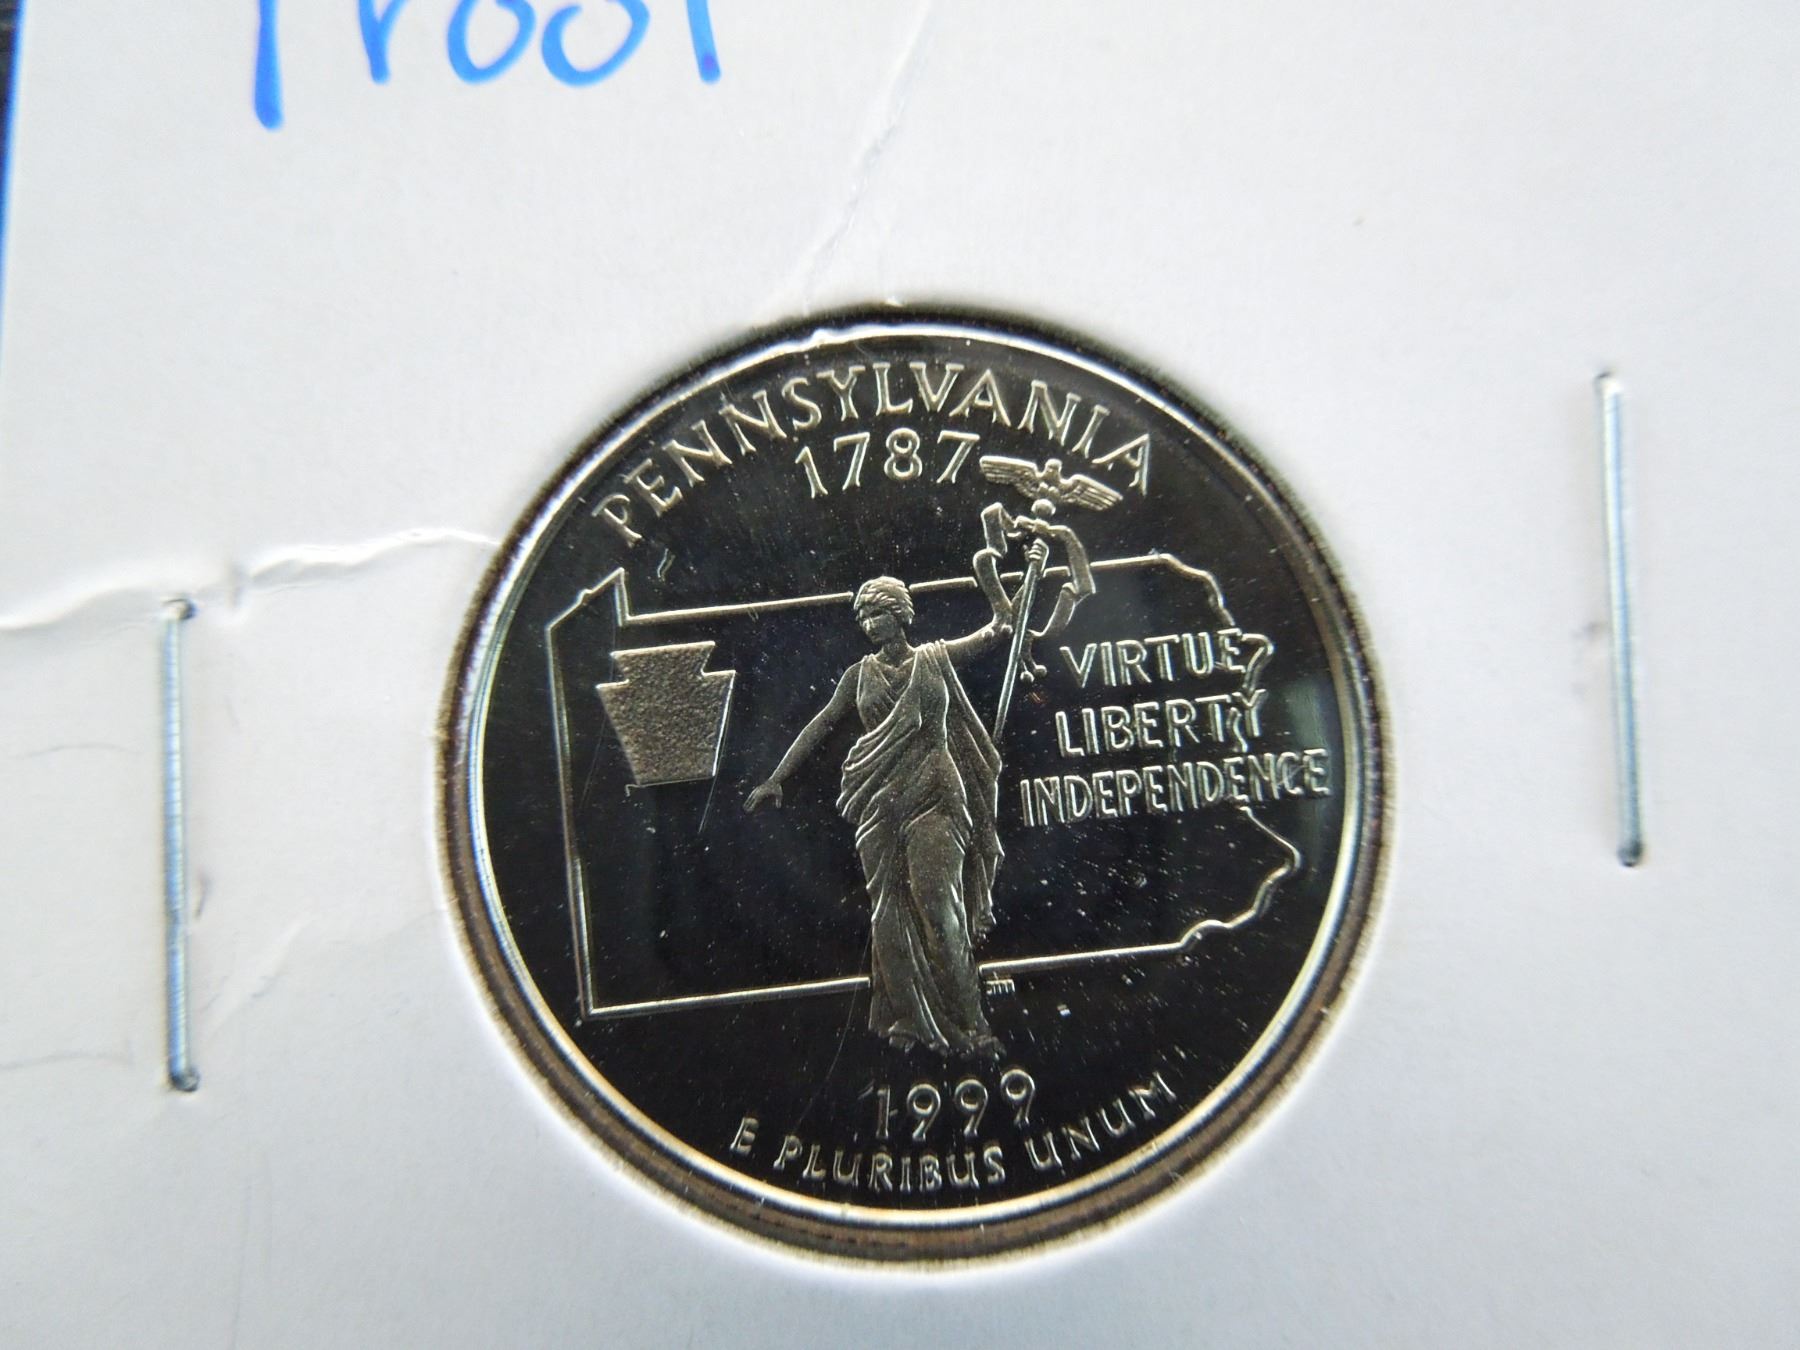 Proof
PENNSYLVANIA
1787
VIRTUE
LIBERTY
INDEPENDENCE
1999
E PLURIBUS UNUM